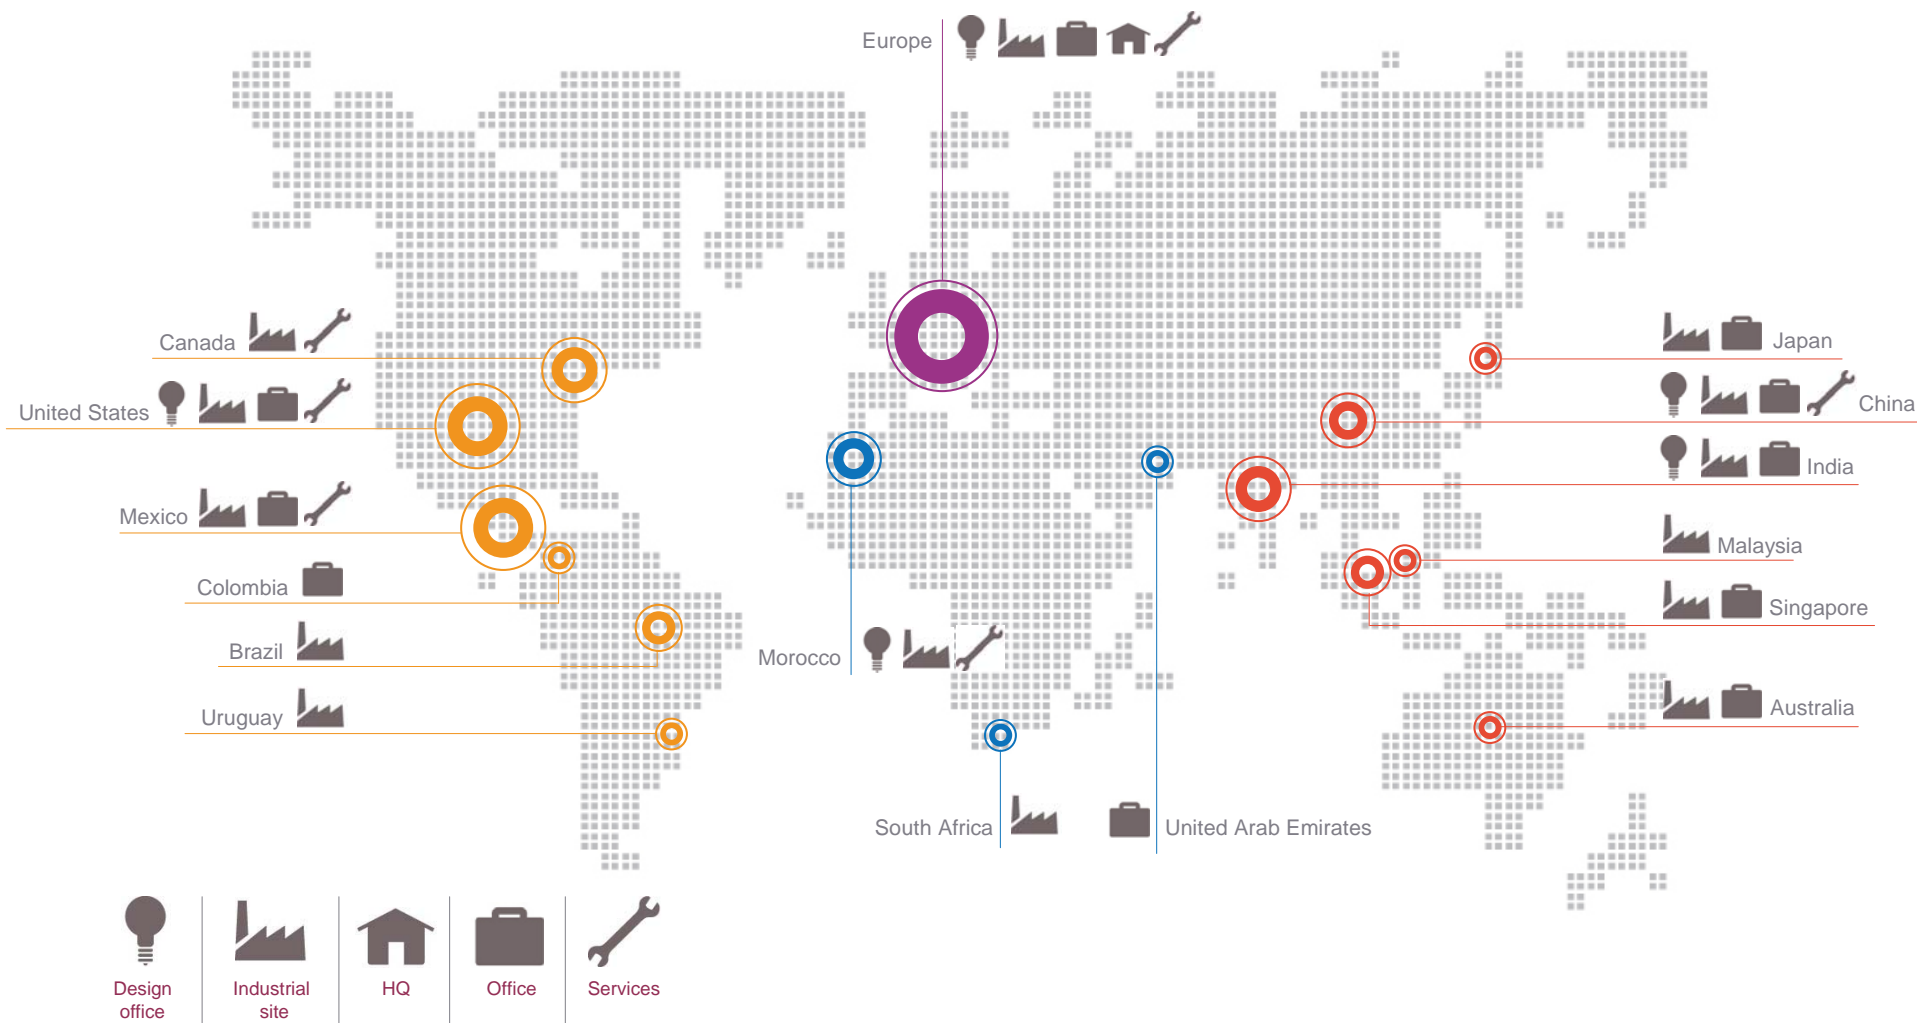 Europe
Canada
Japan
United States
China
India
Mexico
Malaysia
Colombia
Singapore
Brazil
Morocco
Uruguay
Australia
South Africa
United Arab Emirates
Design
office
Industrial
site
HQ
Office
Services